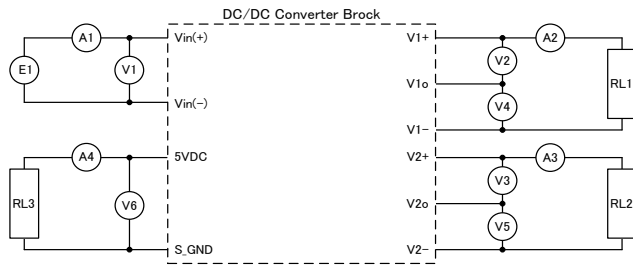 DC/DC Converter Brock
A1
Vin(+)
V1+
A2
E1
V1
V2
V1o
RL1
Vin(-)
V4
V1-
A4
5VDC
V2+
A3
RL3
V6
V3
V2o
RL2
V5
S_GND
V2-